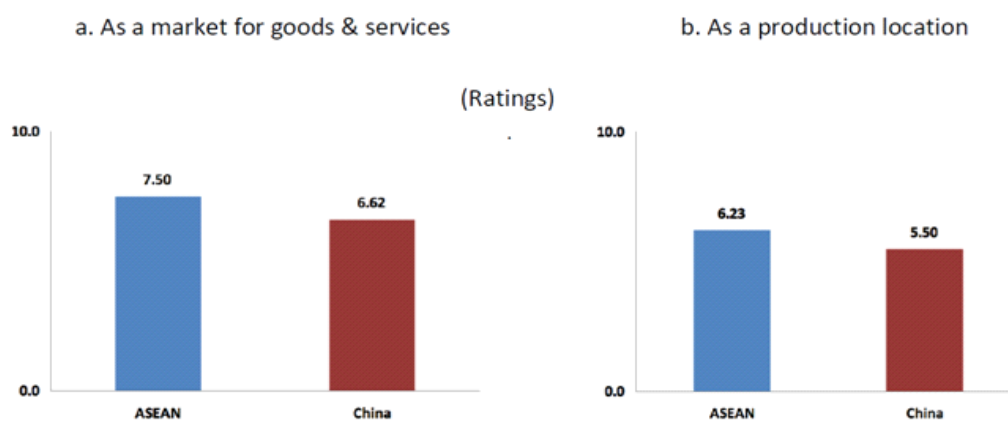 a. As a market for goods & services
b. As a production location
(Ratings)
10.0
7.50
6.62
0.0
ASEAN
China
10.0
6.23
5.50
0.0
ASEAN
China